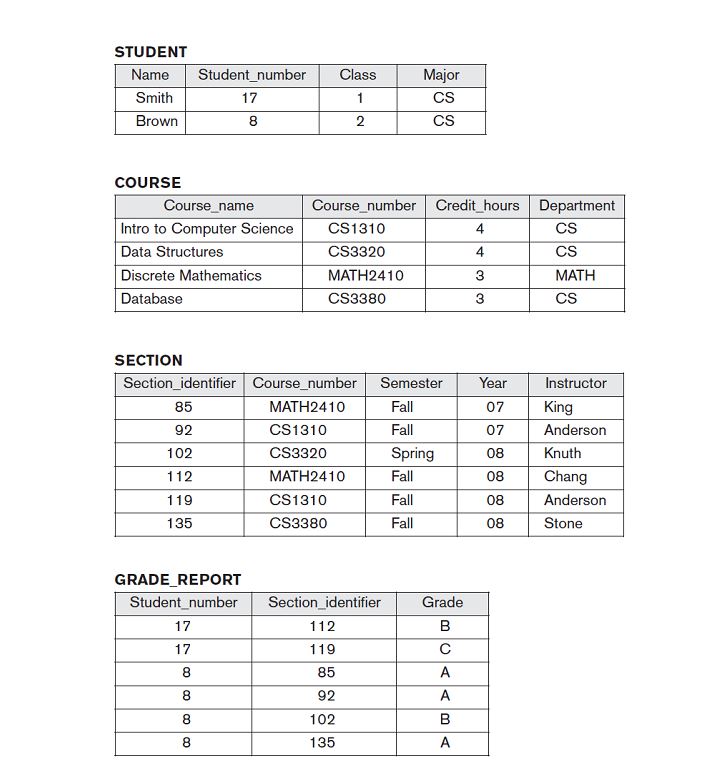 STUDENT
Name Student_number Class Major
Smith 17 1 CS
Brown 8 2 CS
COURSE
Course_name Course_number Credit_hours Department
Intro to Computer Science CS1310 4 CS
Data Structures CS3320 4 CS
Discrete Mathematics MATH2410 3 MATH
Database CS3380 3 CS
SECTION
Section_identifier Course_number Semester Year Instructor
85 MATH2410 Fall 07 King
92 CS1310 Fall 07 Anderson
102 CS3320 Spring 08 Knuth
112 MATH2410 Fall 08 Chang
119 CS1310 Fall 08 Anderson
135 CS3380 Fall 08 Stone
GRADE_REPORT
Student_number Section_identifier Grade
17 112 B
17 119 C
8 85 A
8 92 A
8 102 B
8 135 A